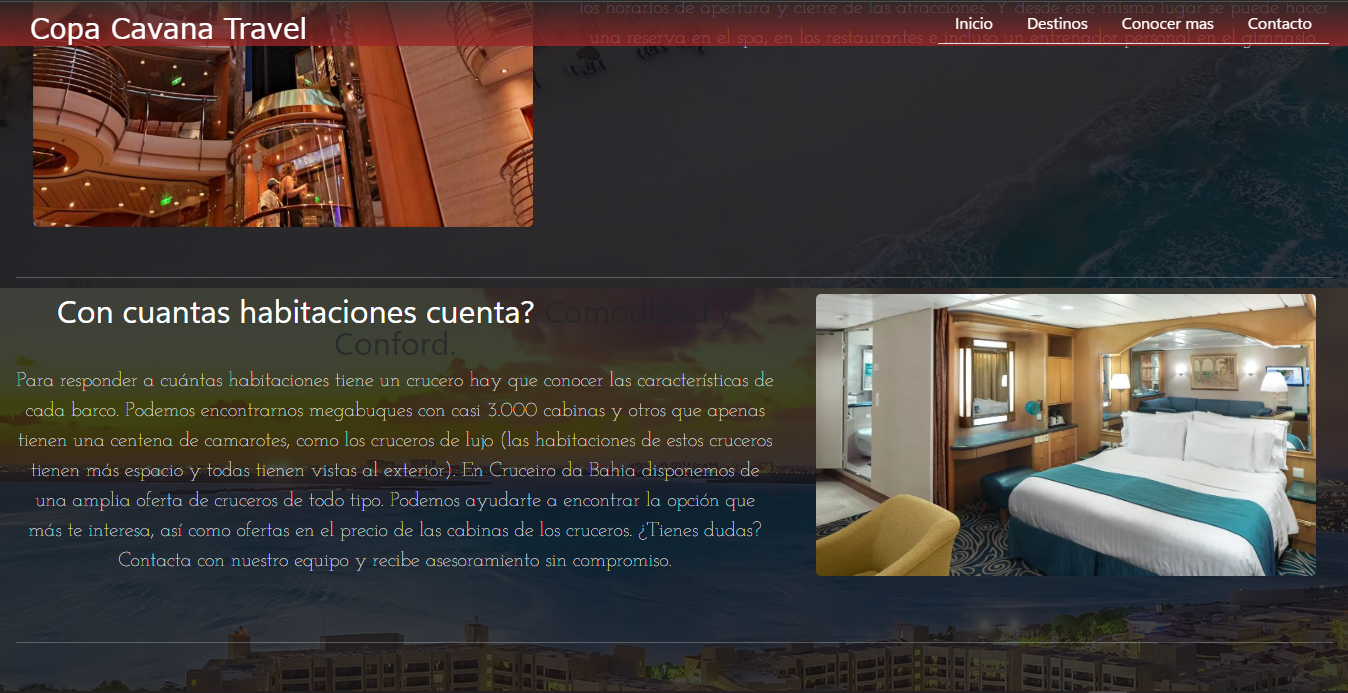 Copa Cavana Travel
Inicio Destinos Conocer mas Contacto
los horarios de apertura y cierre de las atracciones. Y desde este mismo lugar se puede hacer
una reserva en el spa, en los restaurantes e incluso un entrenador personal en el gimnasio.
Con cuantas habitaciones cuenta? Comodidad y
Conford.
Para responder a cuántas habitaciones tiene un crucero hay que conocer las características de
cada barco. Podemos encontrarnos megabuques con casi 3.000 cabinas y otros que apenas
tienen una centena de camarotes, como los cruceros de lujo (las habitaciones de estos cruceros
tienen más espacio y todas tienen vistas al exterior). En Cruceiro da Bahia disponemos de
una amplia oferta de cruceros de todo tipo. Podemos ayudarte a encontrar la opción que
más te interesa, así como ofertas en el precio de las cabinas de los cruceros. ¿Tienes dudas?
Contacta con nuestro equipo y recibe asesoramiento sin compromiso.